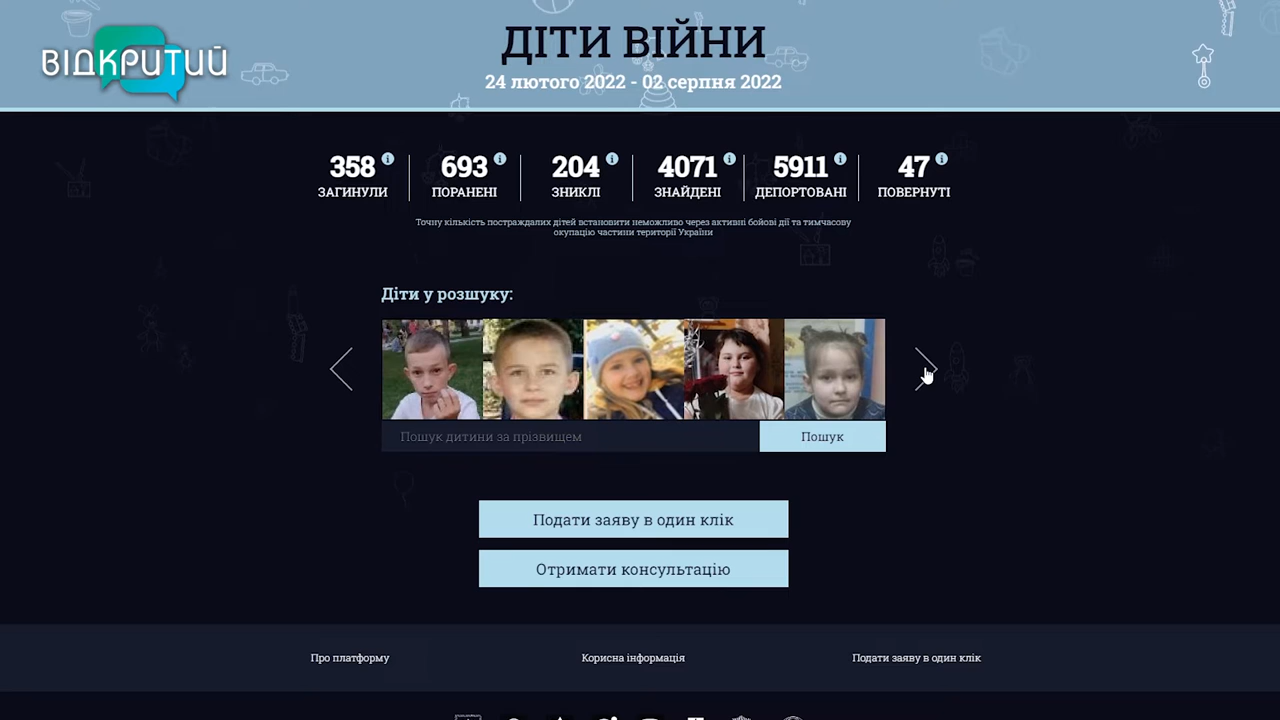 ВІДКРИТИЙ
ДІТИ ВІЙНИ
24 лютого 2022 - 02 серпня 2022
358 693 204 4071 5911 47
ЗАГИНУЛИ ПОРАНЕНІ ЗНИКЛІ ЗНАЙДЕНІ ДЕПОРТОВАНІ ПОВЕРНУТІ
Точну кількість постраждалих дітей встановити неможливо через активні бойові дії та тимчасову
окупацію частини території України
Діти у розшуку:
Пошук дитини за прізвищем Пошук
Подати заяву в один клік
Отримати консультацію
Про платформу Корисна інформація Подати заяву в один клік